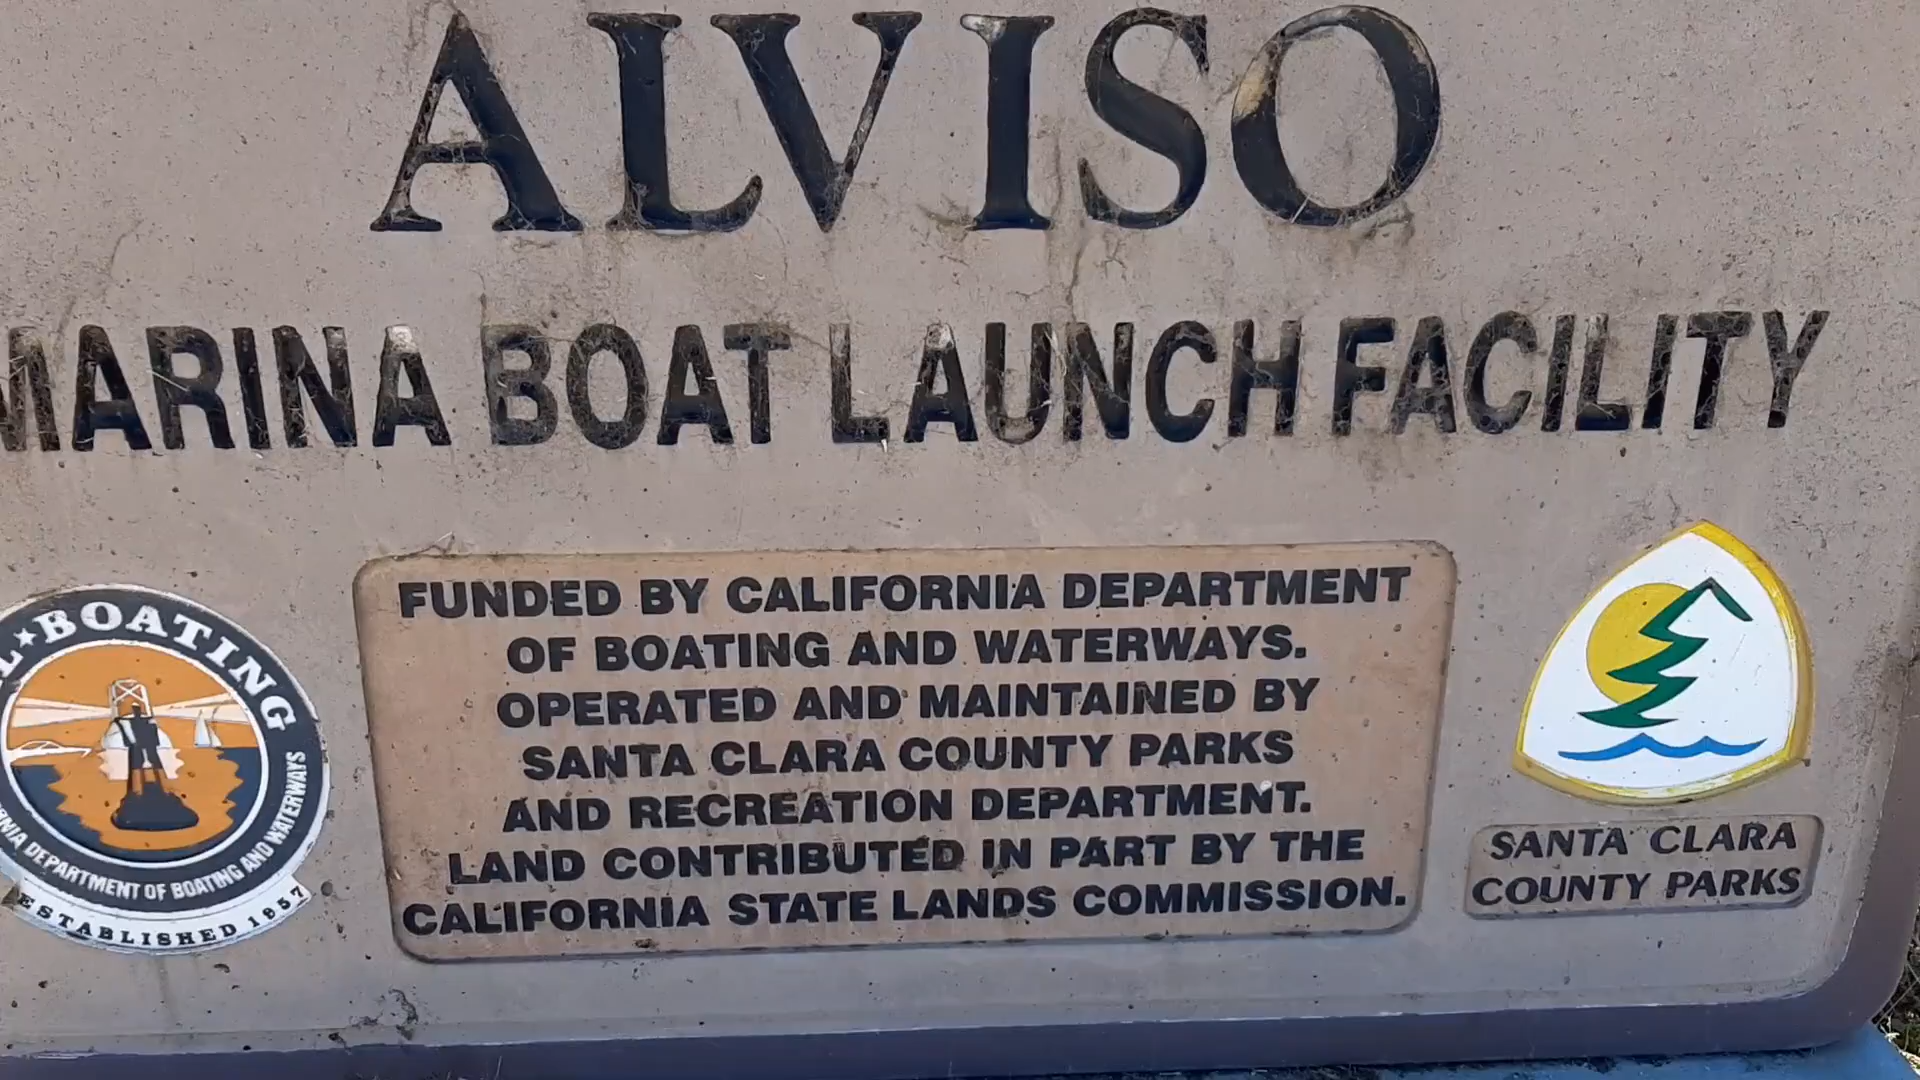 ALVISO
MARINA BOAT LAUNCH FACILITY
BOATING
DEPARTMENT OF BOATING AND WATERWAYS
ESTABLISHED 1957
FUNDED BY CALIFORNIA DEPARTMENT
OF BOATING AND WATERWAYS.
OPERATED AND MAINTAINED BY
SANTA CLARA COUNTY PARKS
AND RECREATION DEPARTMENT.
LAND CONTRIBUTED IN PART BY THE
CALIFORNIA STATE LANDS COMMISSION.
SANTA CLARA
COUNTY PARKS